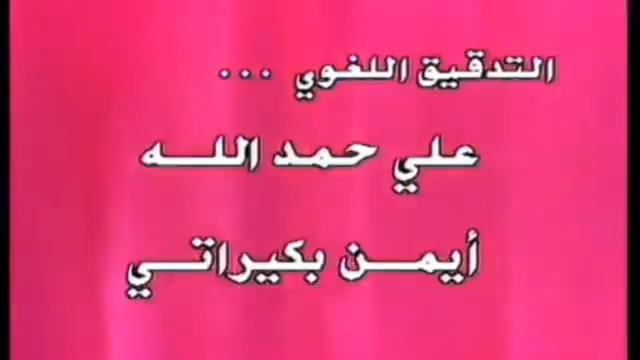 التدقيق اللغوي ...
علي حمد الله
أيمن بكيراتي